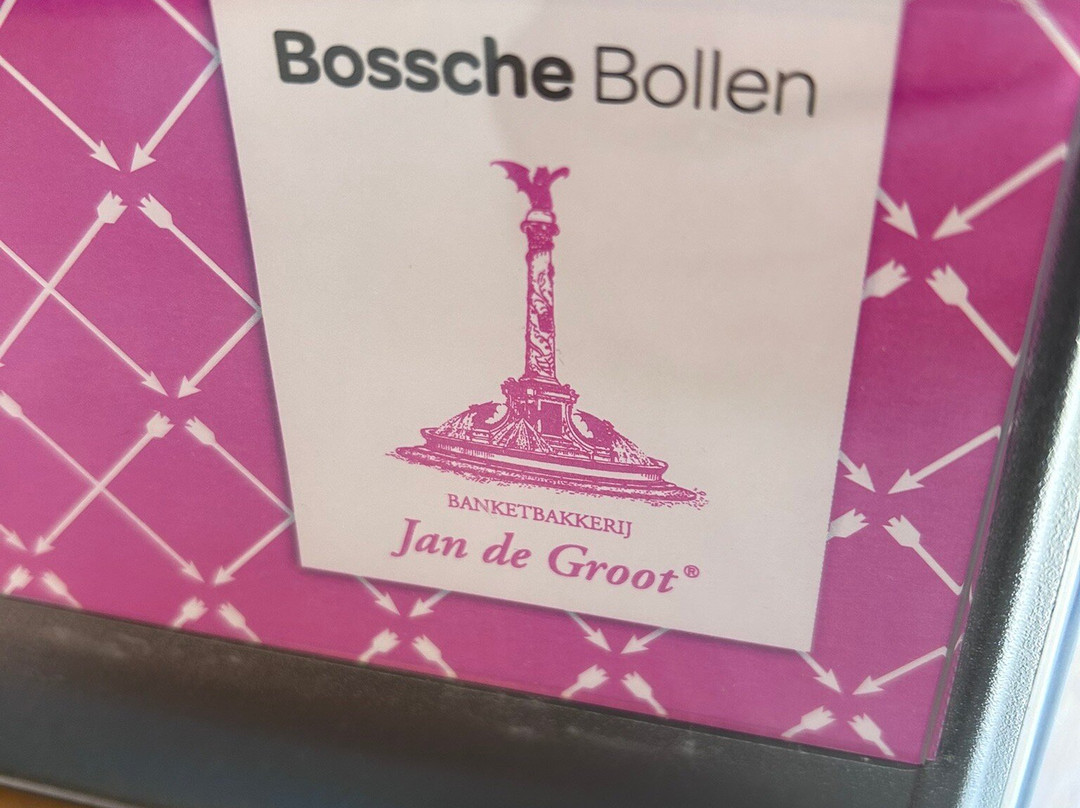 Bossche Bollen
BANKETBAKKERIJ
Jan de Groot®